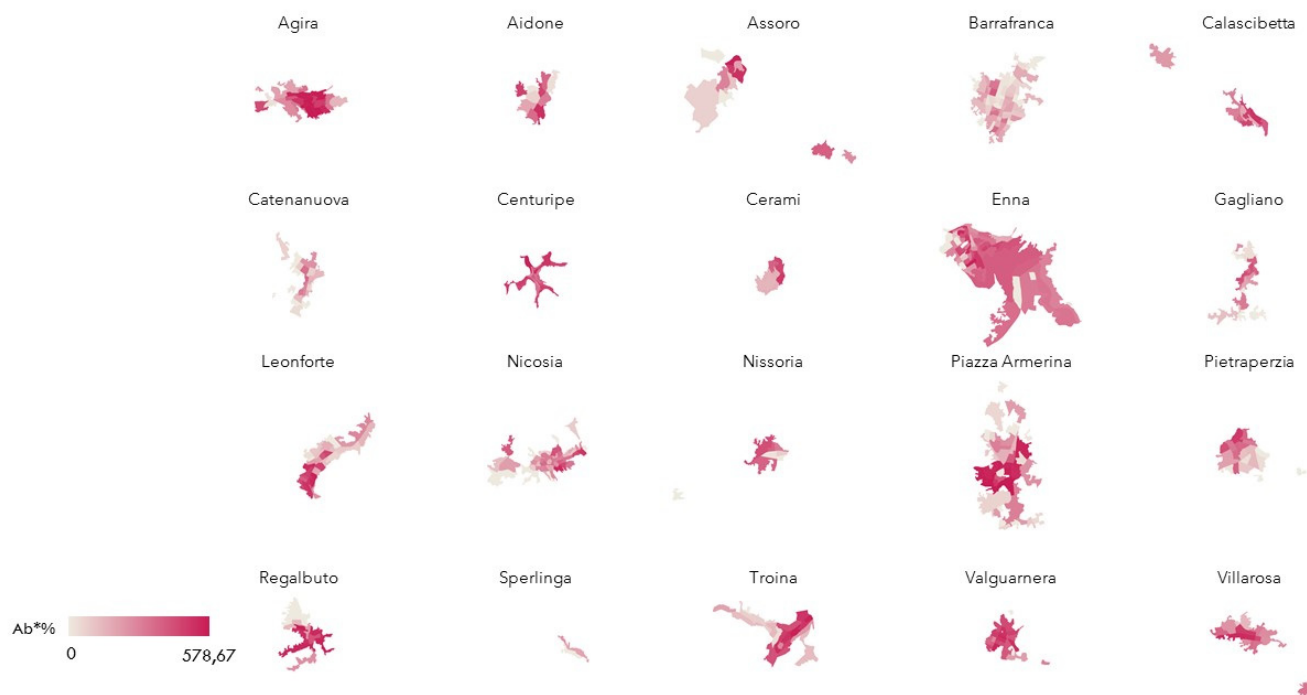 Agira
Aidone
Assoro
Barrafranca
Calascibetta
Catenanuova
Centuripe
Cerami
Enna
Gagliano
Leonforte
Nicosia
Nissoria
Piazza Armerina
Pietraperzia
Regalbuto
Sperlinga
Troina
Valguarnera
Villarosa
Ab*%
0
578,67